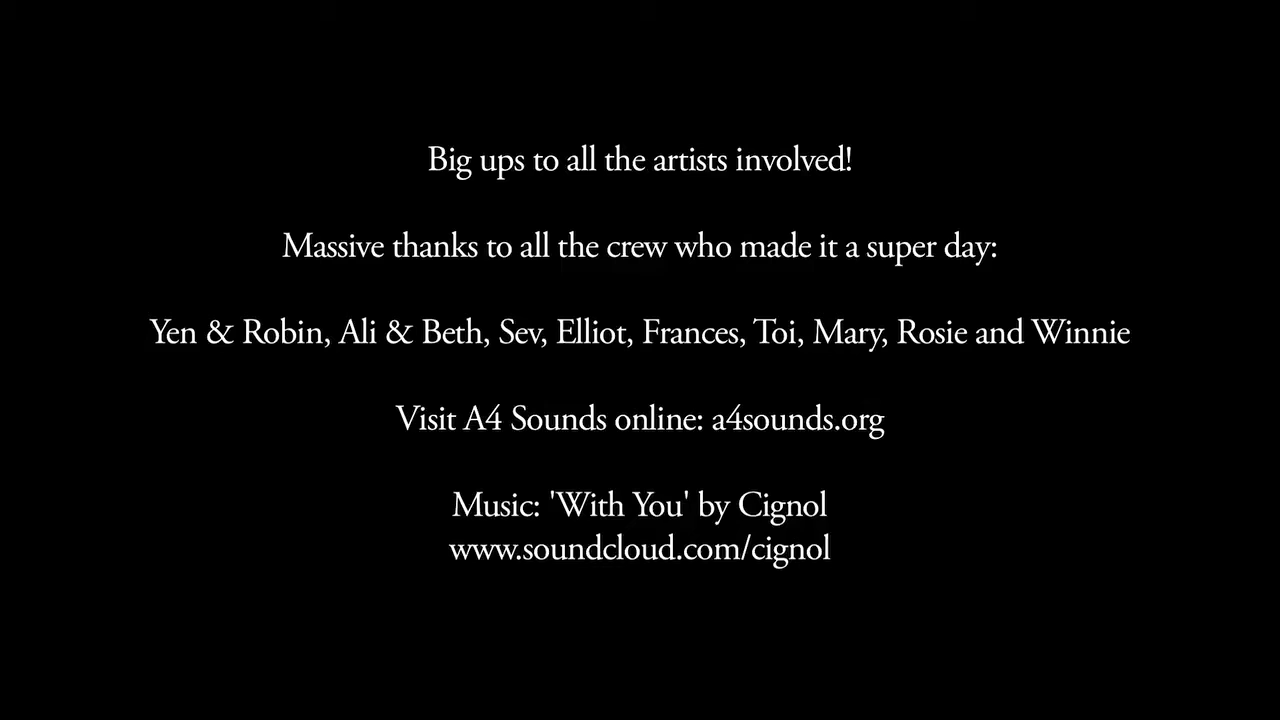 Big ups to all the artists involved!
Massive thanks to all the crew who made it a super day:
Yen & Robin, Ali & Beth, Sev, Elliot, Frances, Toi, Mary, Rosie and Winnie
Visit A4 Sounds online: a4sounds.org
Music: 'With You' by Cignol
www.soundcloud.com/cignol